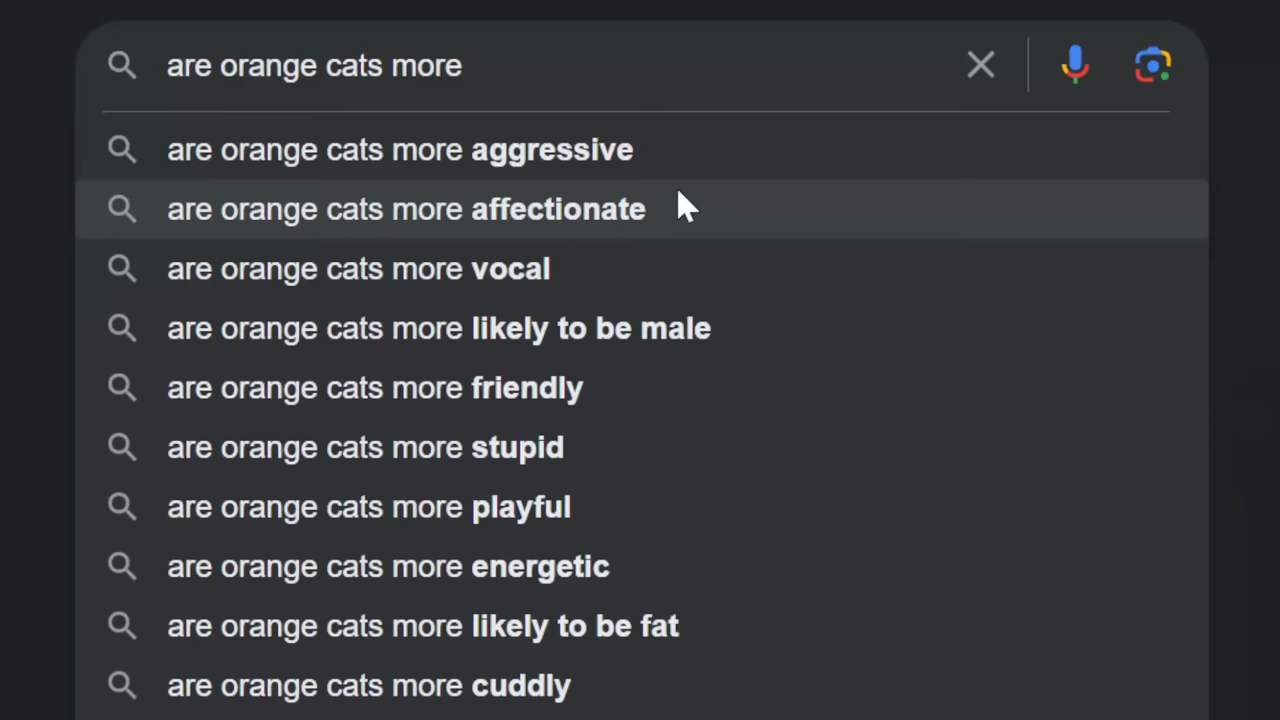 are orange cats more
are orange cats more aggressive
are orange cats more affectionate
are orange cats more vocal
are orange cats more likely to be male
are orange cats more friendly
are orange cats more stupid
are orange cats more playful
are orange cats more energetic
are orange cats more likely to be fat
are orange cats more cuddly